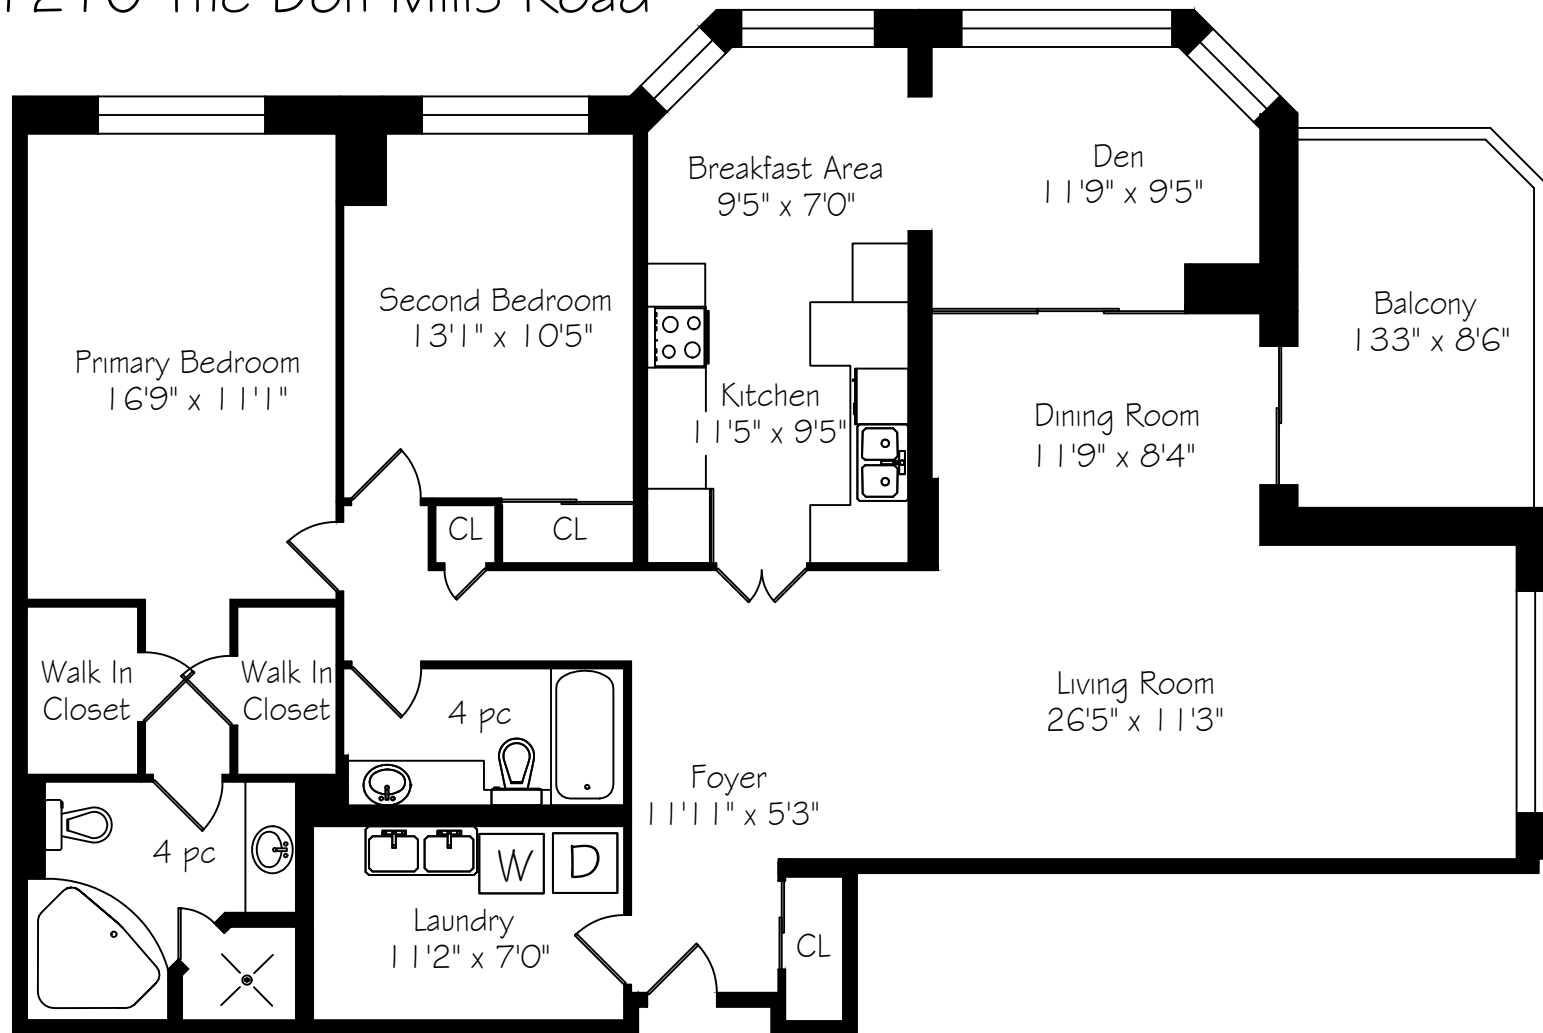 1210 The Don Mills Road
Breakfast Area
9'5" x 7'0"
Den
11'9" x 9'5"
Second Bedroom
13'1" x 10'5"
Balcony
133" x 8'6"
Primary Bedroom
16'9" x 11'1"
Kitchen
11'5" x 9'5"
Dining Room
11'9" x 8'4"
CL
CL
Walk In
Closet
Walk In
Closet
4 pc
Living Room
26'5" x 11'3"
Foyer
11'11" x 5'3"
4 pc
W
D
Laundry
11'2" x 7'0"
CL